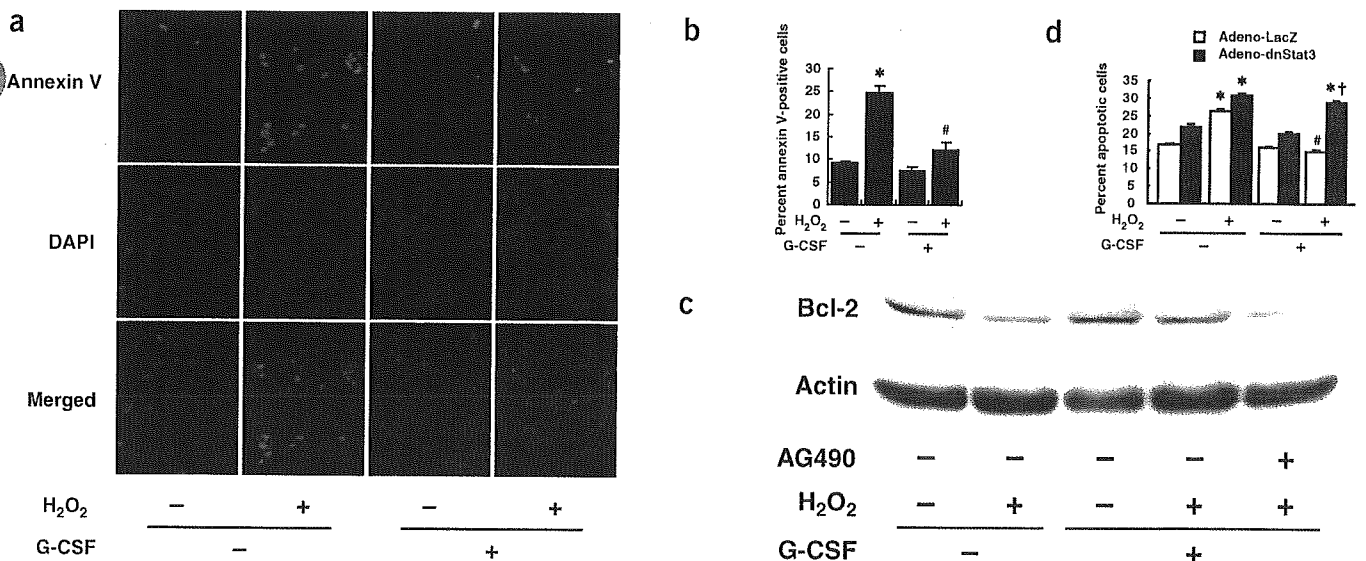 a
Annexin V
DAPI
Merged
H₂O₂ − + − +
G-CSF − +
b
Percent annexin V-positive cells
30
25
20
15
10
5
0
*
#
H₂O₂ − + − +
G-CSF − +
d
Adeno-LacZ
Adeno-dnStat3
Percent apoptotic cells
35
30
25
20
15
10
5
0
* * # *†
H₂O₂ − + − +
G-CSF − +
c
Bcl-2
Actin
AG490 − − − − +
H₂O₂ − + − + +
G-CSF − +